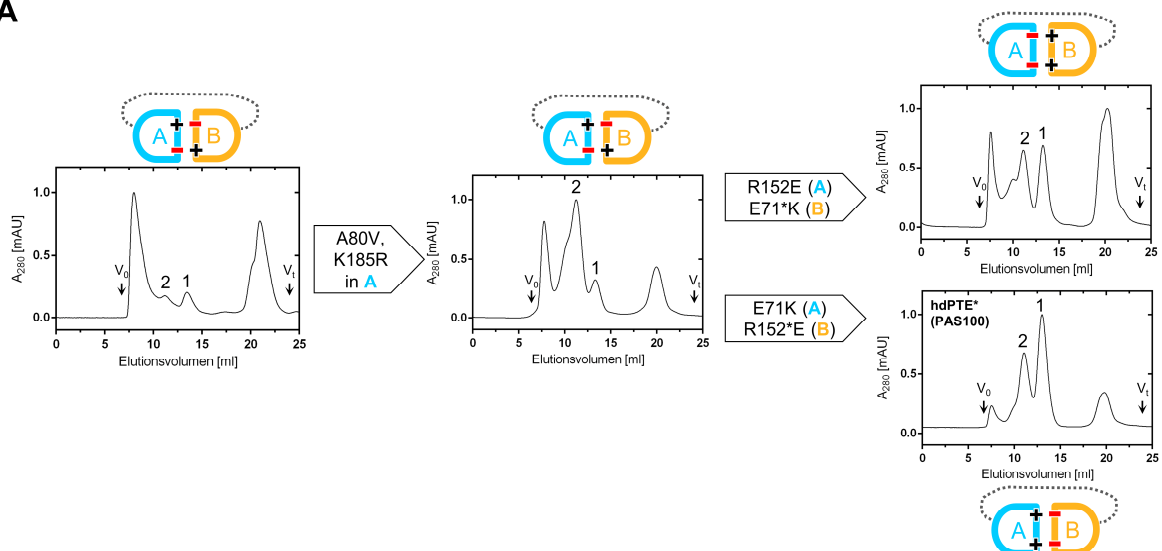 A
A B
A₂₈₀ [mAU]
1.0
0.5
0.0
V₀
2
1
Vₜ
0 5 10 15 20 25
Elutionsvolumen [ml]
A80V,
K185R
in A
A B
A₂₈₀ [mAU]
1.0
0.5
0.0
V₀
2
1
Vₜ
0 5 10 15 20 25
Elutionsvolumen [ml]
R152E (A)
E71*K (B)
E71K (A)
R152*E (B)
A B
A₂₈₀ [mAU]
1.0
0.5
0.0
V₀
2
1
Vₜ
0 5 10 15 20 25
Elutionsvolumen [ml]
hdPTE*
(PAS100)
A₂₈₀ [mAU]
1.0
0.5
0.0
V₀
2
1
Vₜ
0 5 10 15 20 25
Elutionsvolumen [ml]
A B